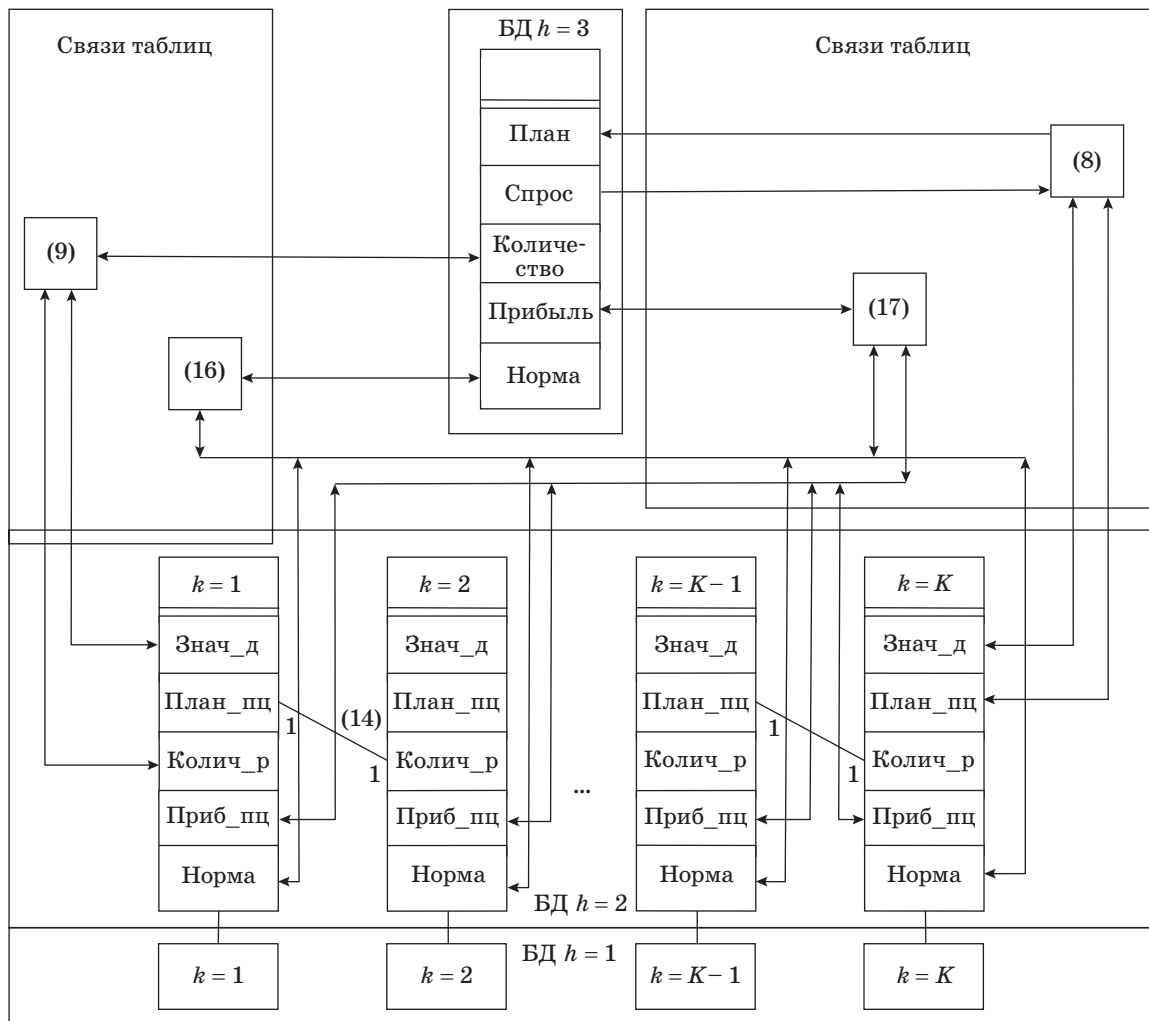 Связи таблиц
БД h = 3
Связи таблиц
План
(8)
Спрос
(9)
Количе-
ство
Прибыль
(17)
(16)
Норма
k = 1
k = 2
k = K – 1
k = K
Знач_д
Знач_д
Знач_д
Знач_д
План_пц
План_пц
План_пц
План_пц
1
(14)
1
1
1
Колич_р
Колич_р
Колич_р
Колич_р
...
Приб_пц
Приб_пц
Приб_пц
Приб_пц
Норма
Норма
Норма
Норма
БД h = 2
БД h = 1
k = 1
k = 2
k = K – 1
k = K